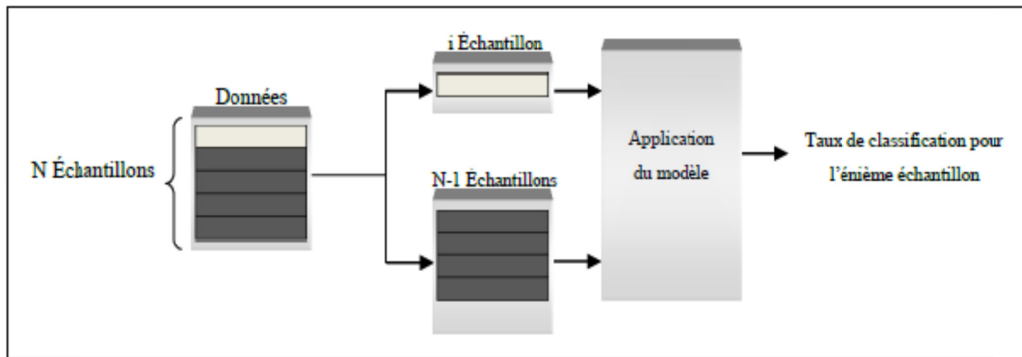 i Échantillon
Données
N Échantillons
N-1 Échantillons
Application
du modèle
Taux de classification pour
l'énième échantillon